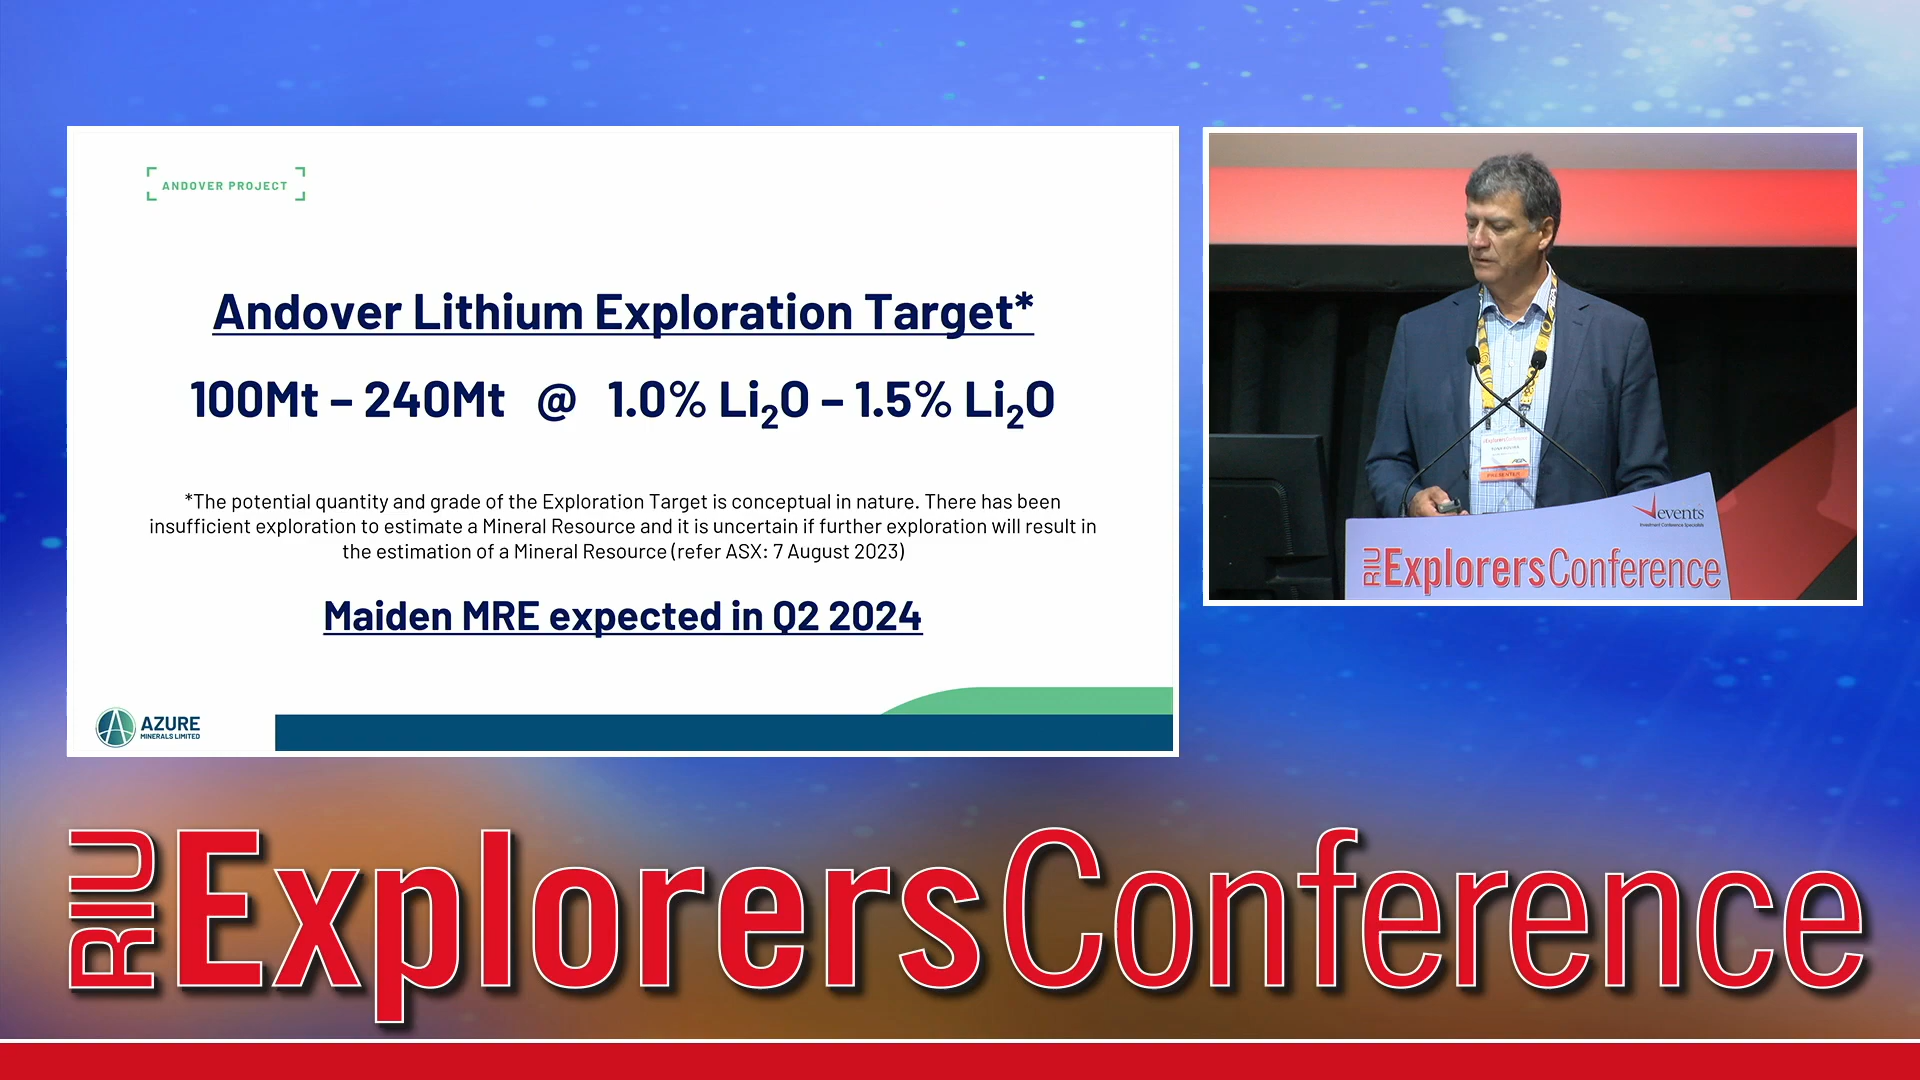 ANDOVER PROJECT
Andover Lithium Exploration Target*
100Mt – 240Mt @ 1.0% Li₂O – 1.5% Li₂O
*The potential quantity and grade of the Exploration Target is conceptual in nature. There has been
insufficient exploration to estimate a Mineral Resource and it is uncertain if further exploration will result in
the estimation of a Mineral Resource (refer ASX: 7 August 2023)
Maiden MRE expected in Q2 2024
AZURE
MINERALS LIMITED
events
Investment Conference Specialists
RIU ExplorersConference
RIU ExplorersConference